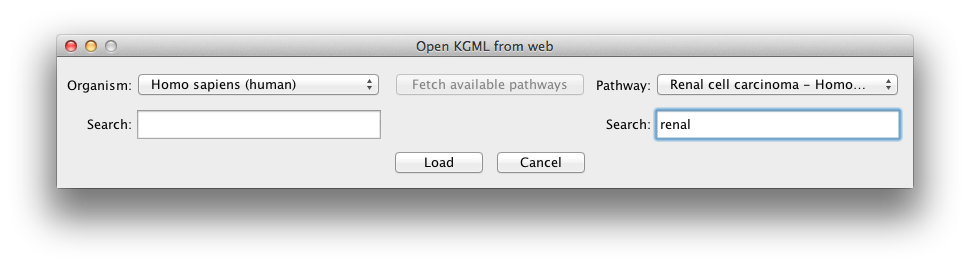 Open KGML from web
Organism: Homo sapiens (human) Fetch available pathways Pathway: Renal cell carcinoma - Homo...
Search: Search: renal
Load Cancel